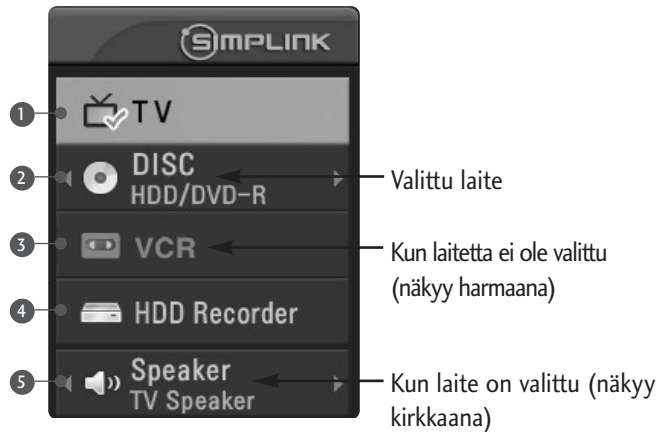 SIMPLINK
1 TV
2 DISC
HDD/DVD-R
Valittu laite
3 VCR
Kun laitetta ei ole valittu
(näkyy harmaana)
4 HDD Recorder
5 Speaker
TV Speaker
Kun laite on valittu (näkyy
kirkkaana)